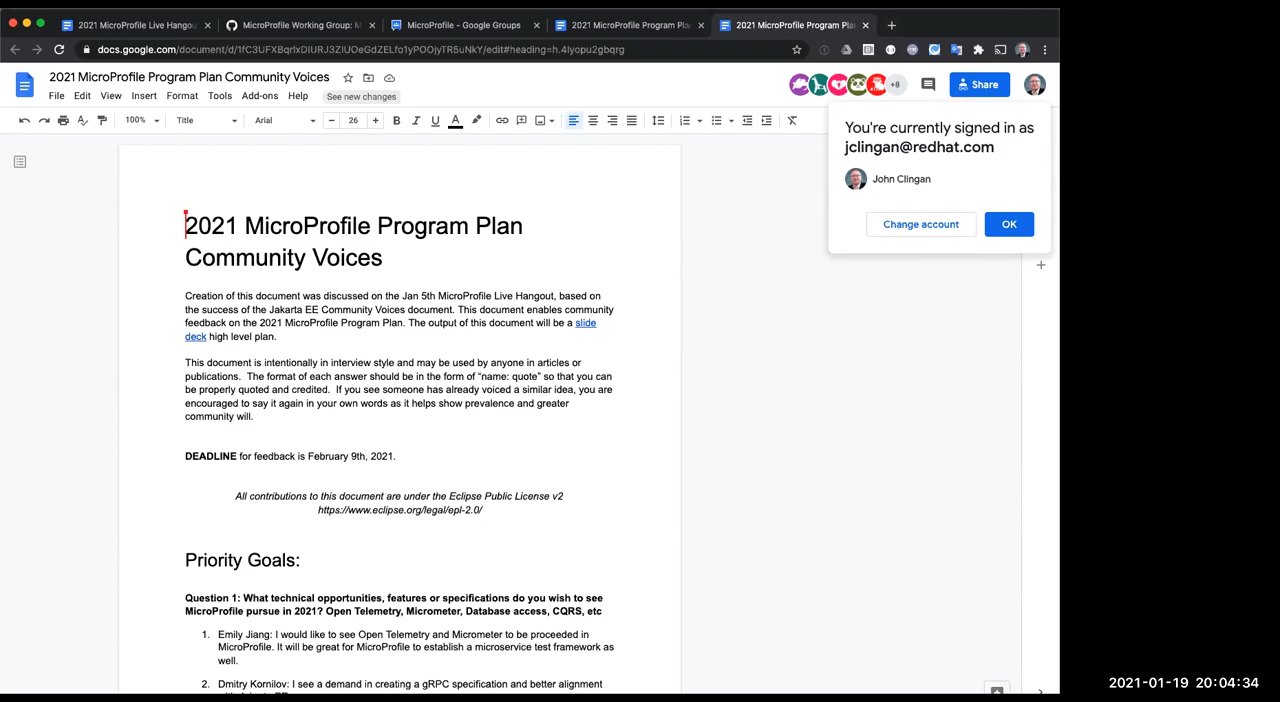 2021 MicroProfile Live Hangou
MicroProfile Working Group: M
MicroProfile - Google Groups
2021 MicroProfile Program Pla
2021 MicroProfile Program Pla
docs.google.com/document/d/1fC3UFXBqrlxDIURJ3ZIUOeGdZELfo1yPOOjyTR5uNkY/edit#heading=h.4lyopu2gbqrg
2021 MicroProfile Program Plan Community Voices
+8
Share
File Edit View Format Tools Help
See new changes
100%
Title
Arial
You're currently signed in as
jclingan@redhat.com
John Clingan
Change account
OK
2021 MicroProfile Program Plan
Community Voices
Creation of this document was discussed on the Jan 5th MicroProfile Live Hangout, based on
the success of the Jakarta EE Community Voices document. This document enables community
feedback on the 2021 MicroProfile Program Plan. The output of this document will be a slide
deck high level plan.
This document is intentionally in interview style and may be used by anyone in articles or
publications. The format of each answer should be in the form of “name: quote” so that you can
be properly quoted and credited. If you see someone has already voiced a similar idea, you are
encouraged to say it again in your own words as it helps show prevalence and greater
community will.
DEADLINE for feedback is February 9th, 2021.
All contributions to this document are under the Eclipse Public License v2
https://www.eclipse.org/legal/epl-2.0/
Priority Goals:
Question 1: What technical opportunities, features or specifications do you wish to see
MicroProfile pursue in 2021? Open Telemetry, Micrometer, Database access, CQRS, etc
1. Emily Jiang: I would like to see Open Telemetry and Micrometer to be proceeded in
MicroProfile. It will be great for MicroProfile to establish a microservice test framework as
well.
2. Dmitry Kornilov: I see a demand in creating a gRPC specification and better alignment
2021-01-19 20:04:34